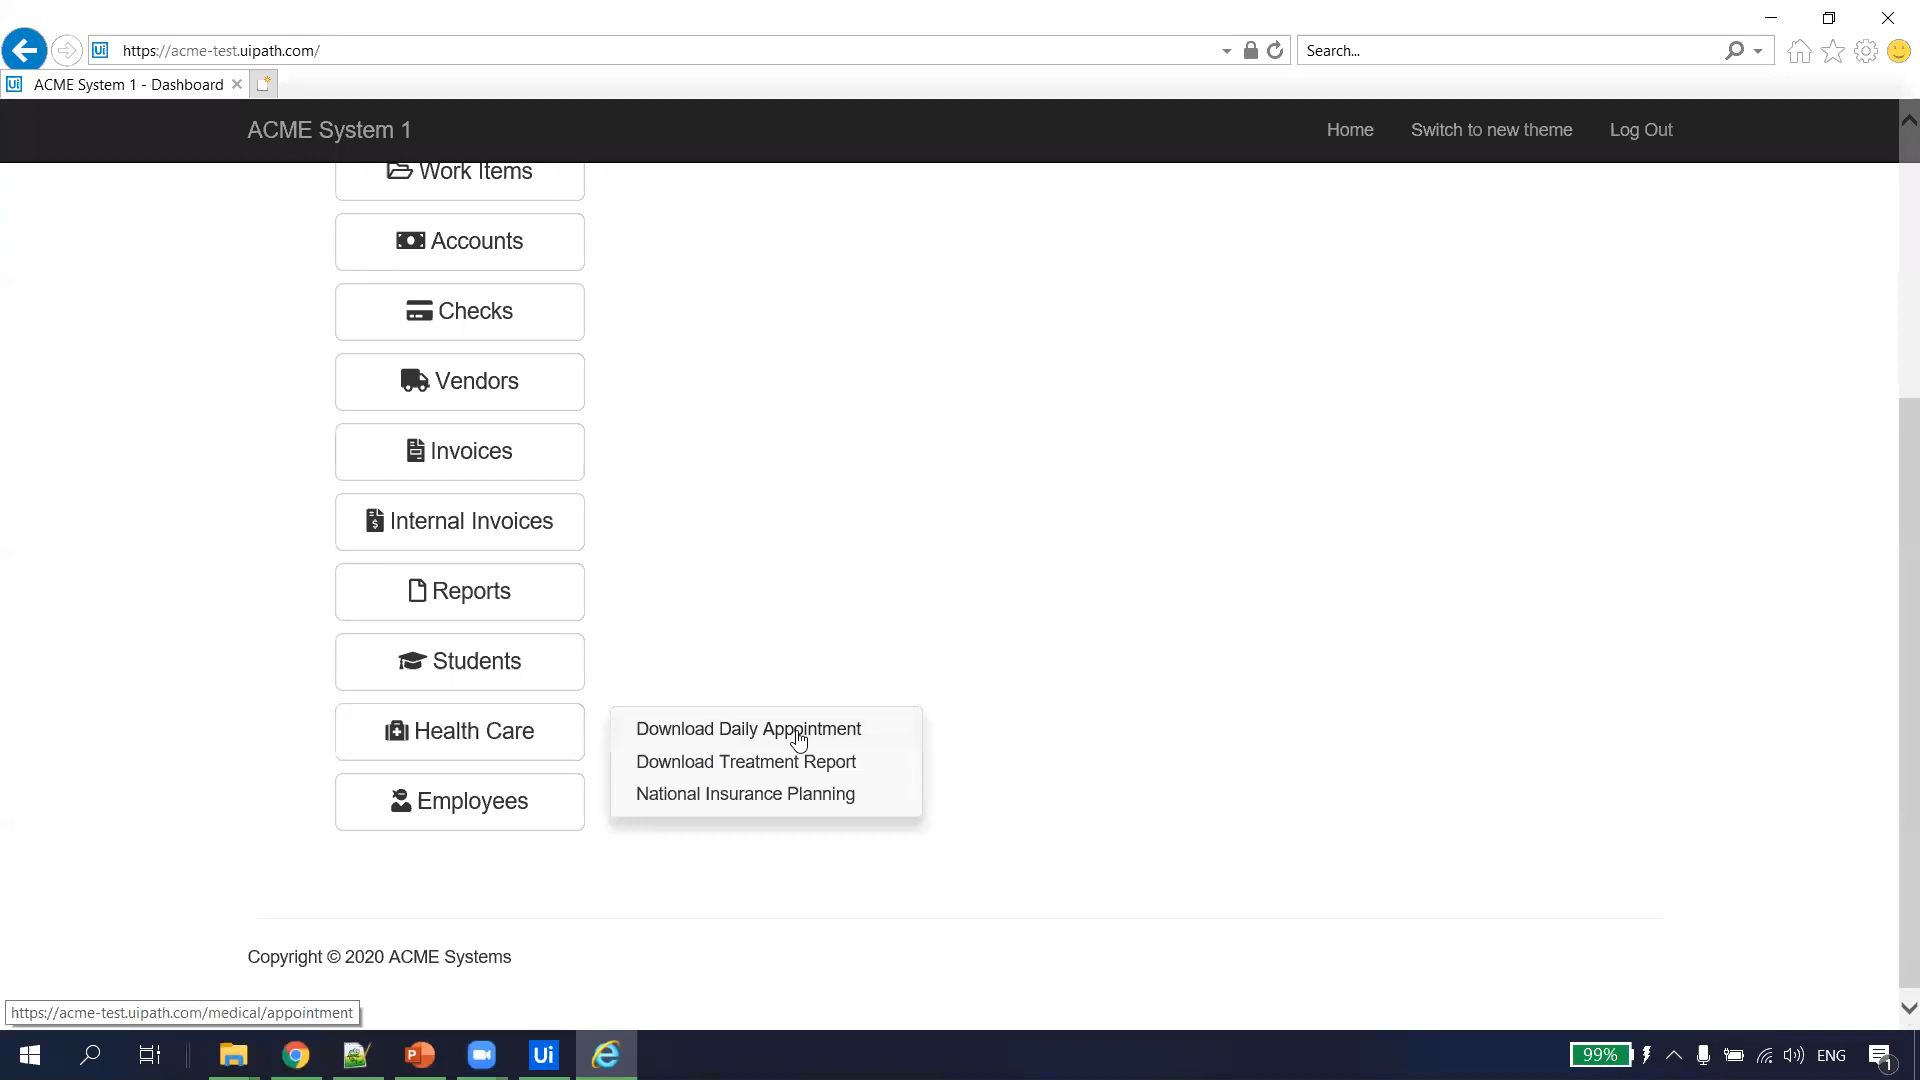 https://acme-test.uipath.com/
Search...
ACME System 1 - Dashboard
ACME System 1
Home
Switch to new theme
Log Out
Work Items
Accounts
Checks
Vendors
Invoices
Internal Invoices
Reports
Students
Health Care
Download Daily Appointment
Download Treatment Report
National Insurance Planning
Employees
Copyright © 2020 ACME Systems
https://acme-test.uipath.com/medical/appointment
Ui
99%
ENG
1